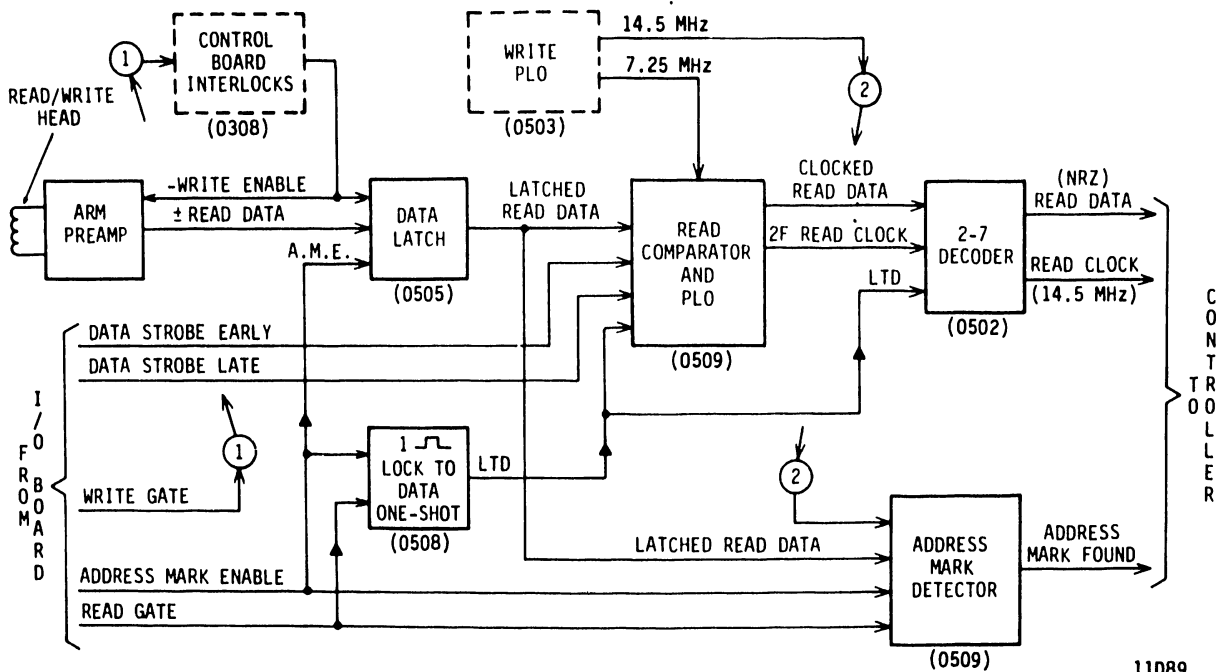 14.5 MHz
7.25 MHz
1
CONTROL
BOARD
INTERLOCKS
(0308)
WRITE
PLO
(0503)
2
READ/WRITE
HEAD
ARM
PREAMP
-WRITE ENABLE
± READ DATA
A.M.E.
DATA
LATCH
(0505)
LATCHED
READ DATA
READ
COMPARATOR
AND
PLO
(0509)
CLOCKED
READ DATA
2F READ CLOCK
LTD
2-7
DECODER
(0502)
(NRZ)
READ DATA
READ CLOCK
(14.5 MHz)
TO
CONTROLLER
FROM
I/O BOARD
DATA STROBE EARLY
DATA STROBE LATE
1
WRITE GATE
1
LOCK TO
DATA
ONE-SHOT
(0508)
LTD
2
LATCHED READ DATA
ADDRESS
MARK
DETECTOR
(0509)
ADDRESS
MARK FOUND
ADDRESS MARK ENABLE
READ GATE
11D89